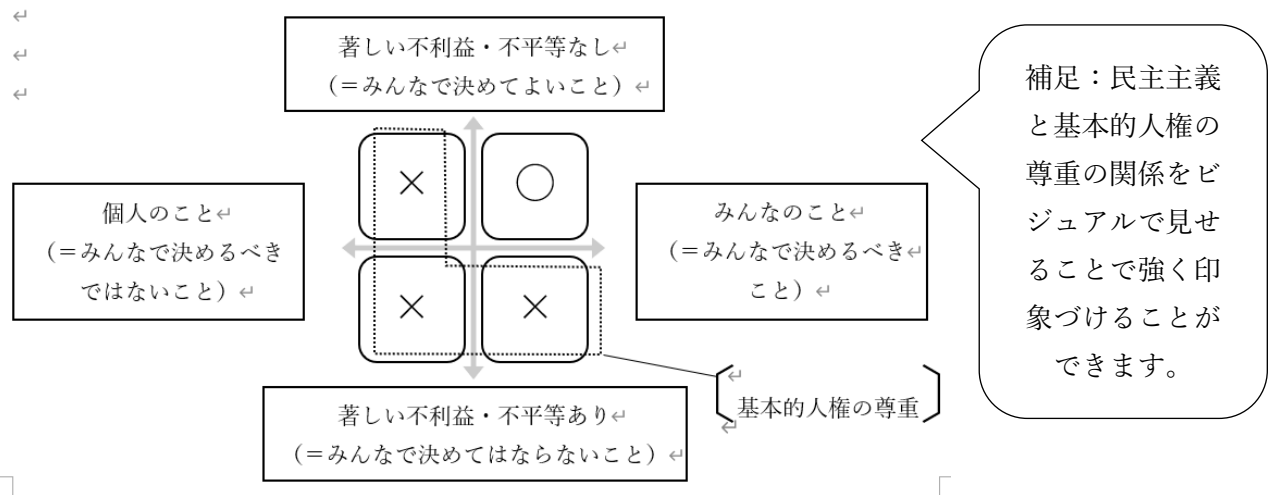 著しい不利益・不平等なし
（＝みんなで決めてよいこと）
×
○
個人のこと
（＝みんなで決めるべき
ではないこと）
みんなのこと
（＝みんなで決めるべき
こと）
×
×
著しい不利益・不平等あり
（＝みんなで決めてはならないこと）
基本的人権の尊重
補足：民主主義
と基本的人権の
尊重の関係をビ
ジュアルで見せ
ることで強く印
象づけることが
できます。